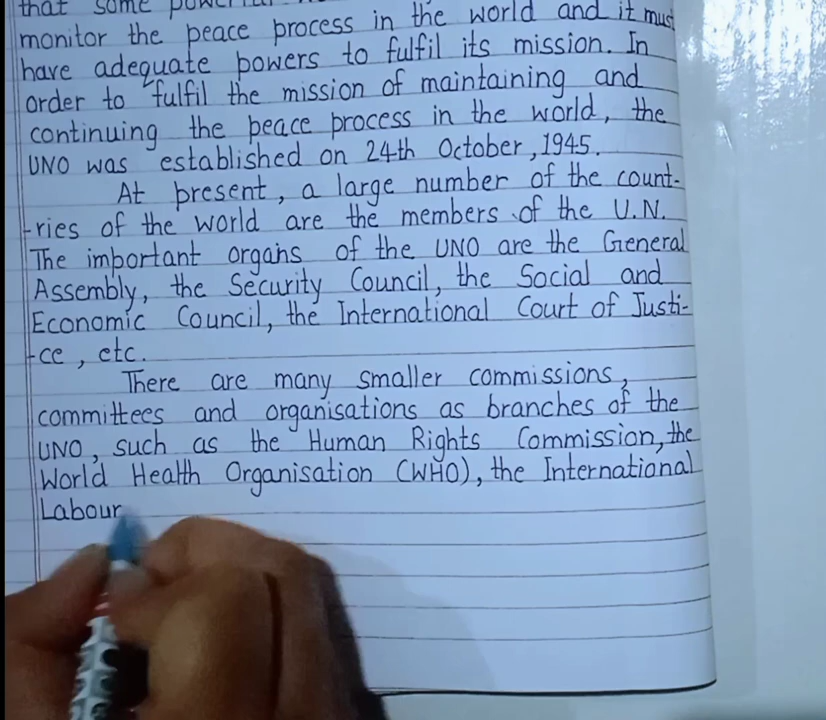 that some
monitor the peace process in the world and it must
have adequate powers to fulfil its mission. In
order to fulfil the mission of maintaining and
continuing the peace process in the world, the
UNO was established on 24th October, 1945.
At present, a large number of the count-
-ries of the world are the members of the U.N.
The important organs of the UNO are the General
Assembly, the Security Council, the Social and
Economic Council, the International Court of Justi-
-ce, etc.
There are many smaller commissions,
committees and organisations as branches of the
UNO, such as the Human Rights Commission, the
World Health Organisation (WHO), the International
Labour